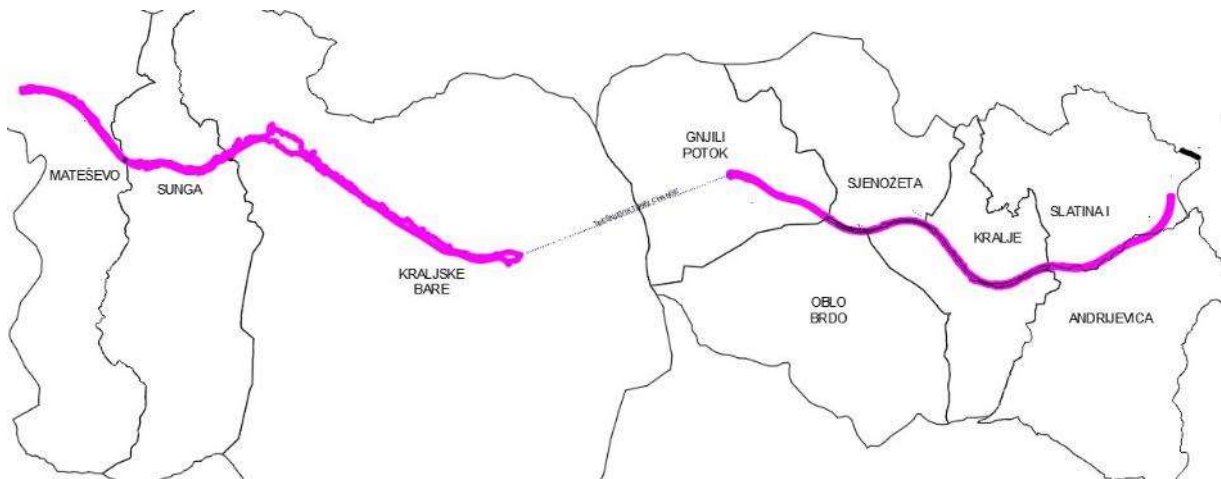 MATEŠEVO
SUNGA
KRALJSKE
BARE
GNJILI
POTOK
SJENOŽETA
KRALJE
SLATINA I
OBLO
BRDO
ANDRIJEVICA